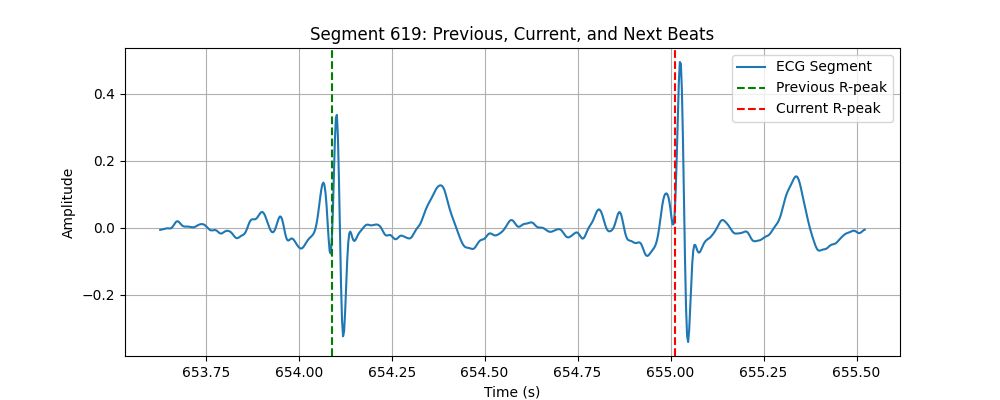 Segment 619: Previous, Current, and Next Beats
ECG Segment
Previous R-peak
Current R-peak
Amplitude
0.4
0.2
0.0
−0.2
653.75 654.00 654.25 654.50 654.75 655.00 655.25 655.50
Time (s)